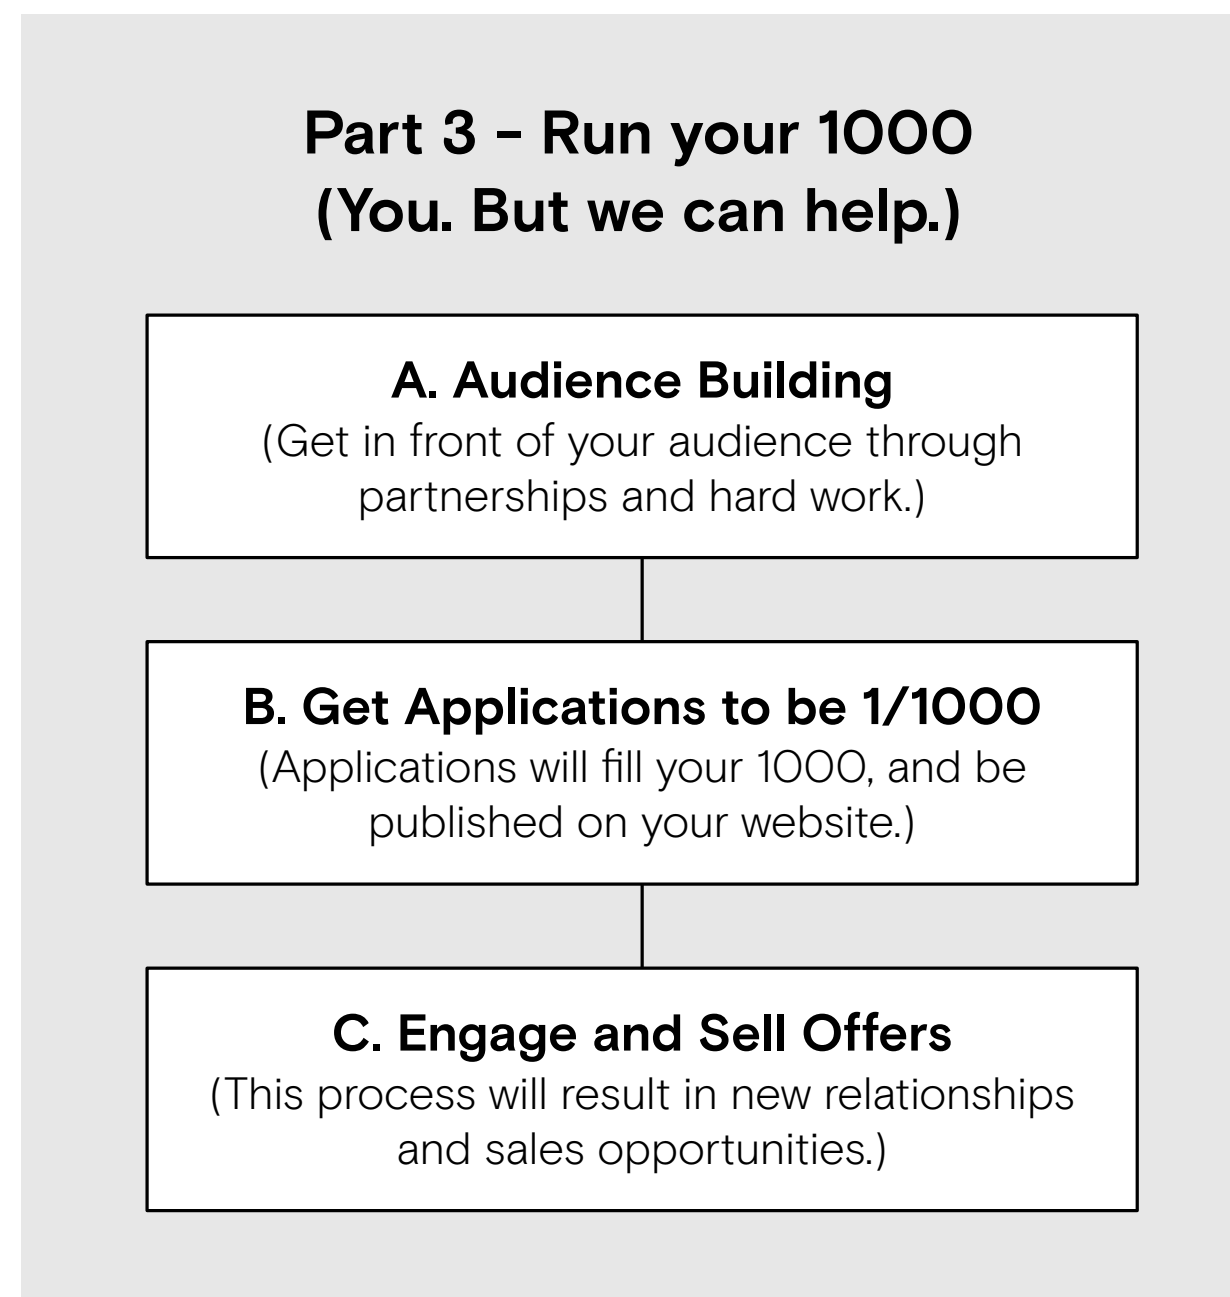 Part 3 – Run your 1000
(You. But we can help.)
A. Audience Building
(Get in front of your audience through
partnerships and hard work.)
B. Get Applications to be 1/1000
(Applications will fill your 1000, and be
published on your website.)
C. Engage and Sell Offers
(This process will result in new relationships
and sales opportunities.)